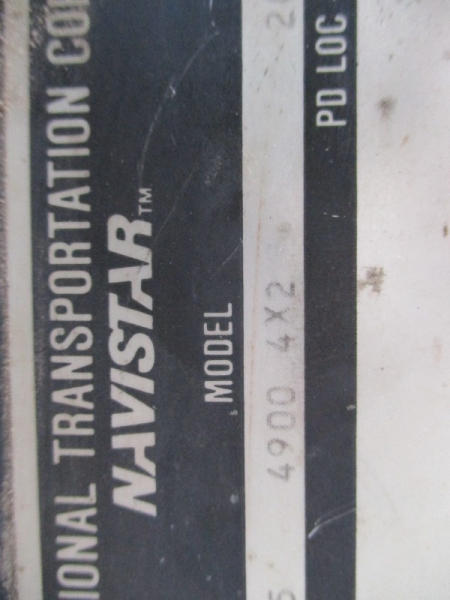 IONAL TRANSPORTATION CO
NAVISTAR™
MODEL
4900 4X2
PD LOC